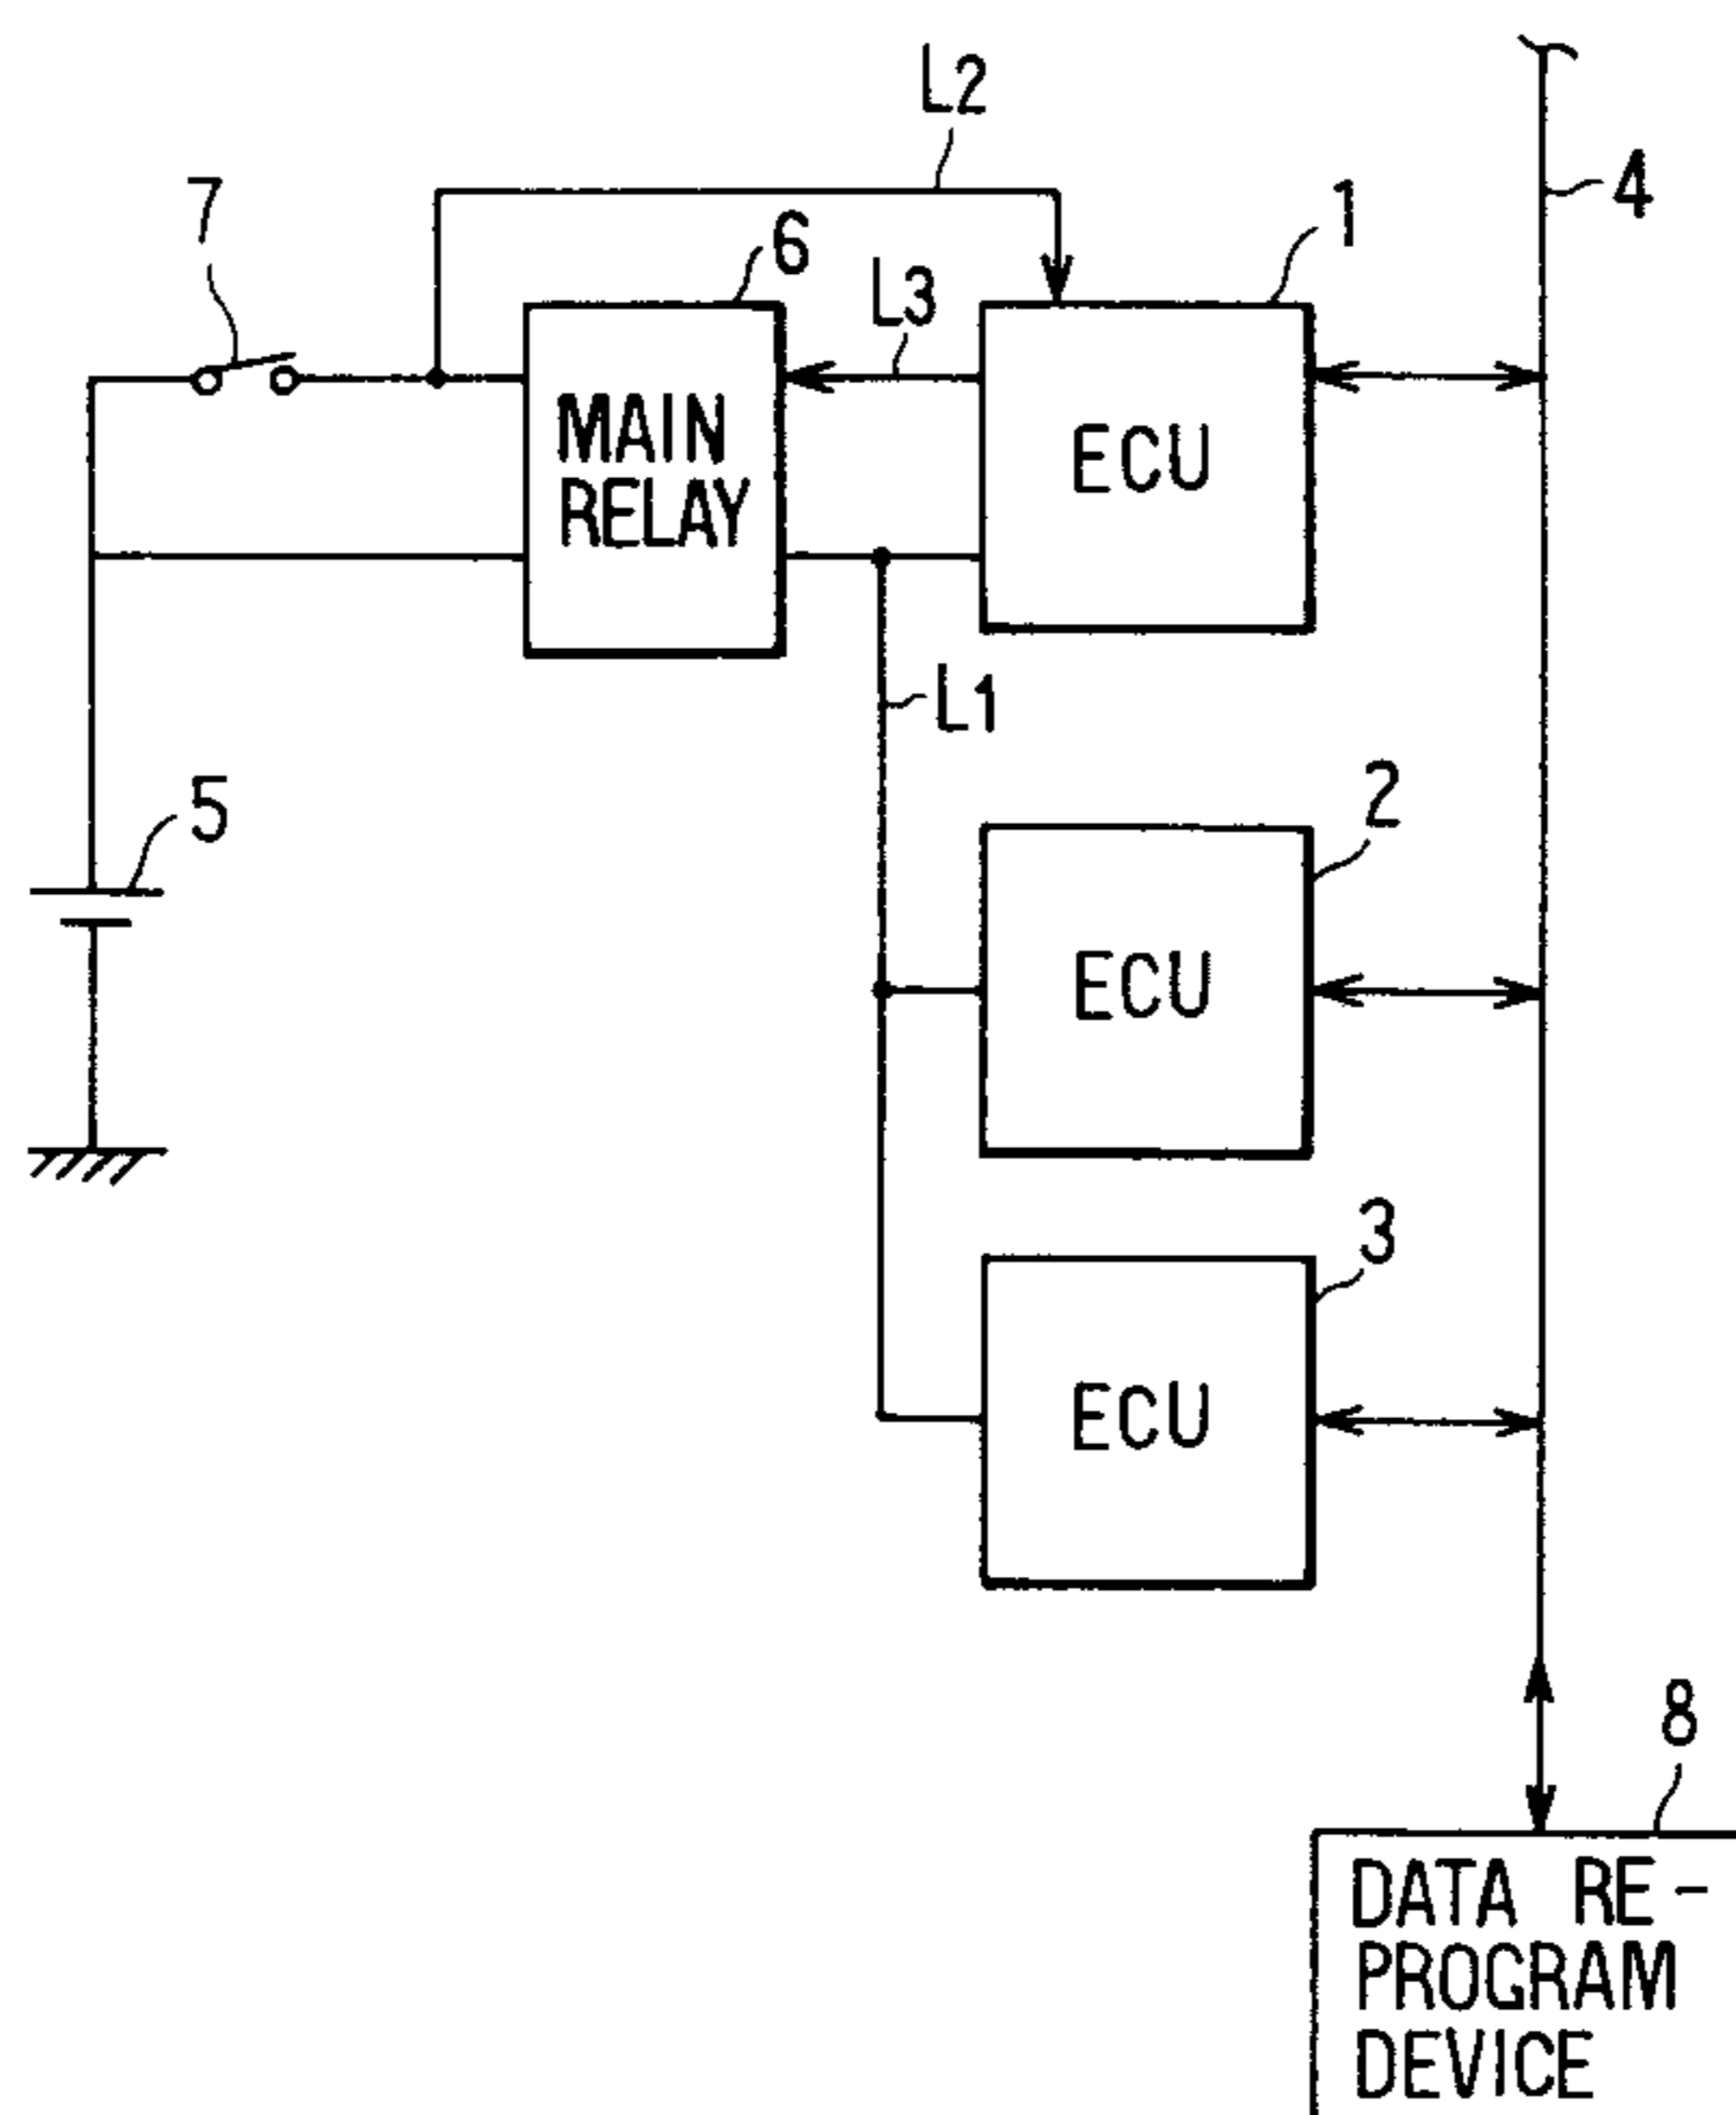 L2
4
7
6
1
L3
MAIN
RELAY
ECU
L1
5
2
ECU
3
ECU
8
DATA RE-
PROGRAM
DEVICE